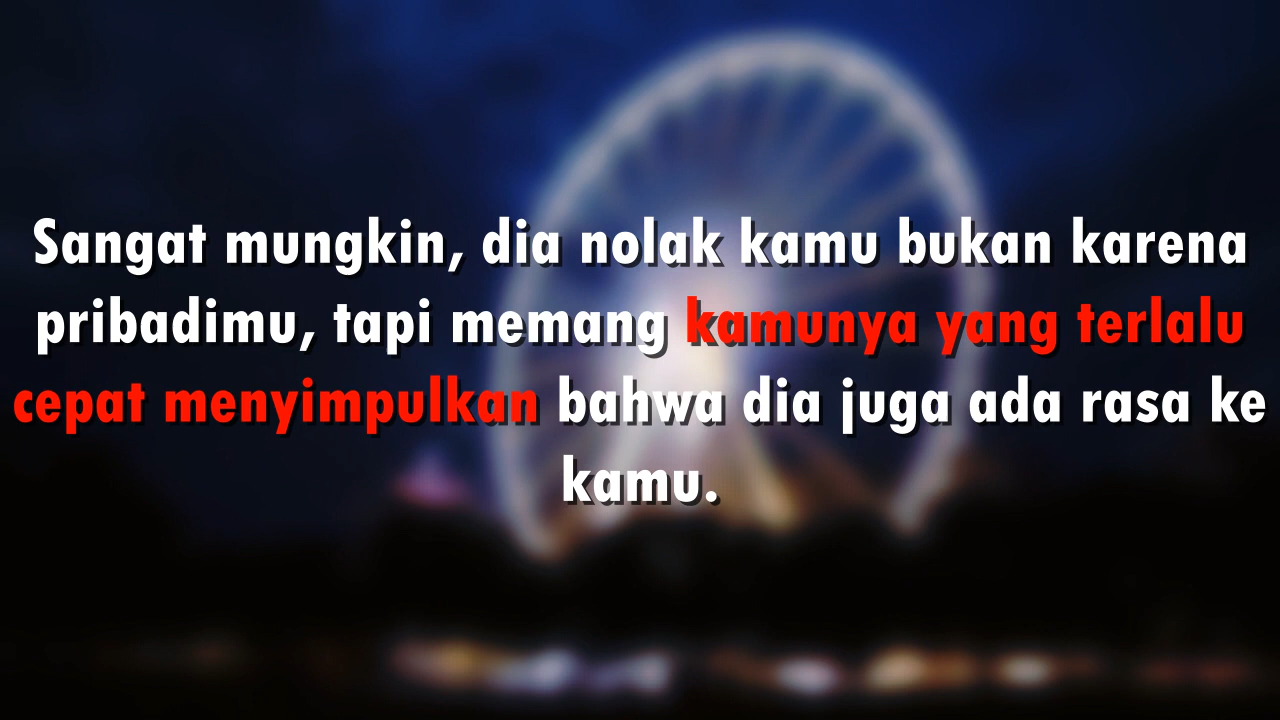 Sangat mungkin, dia nolak kamu bukan karena
pribadimu, tapi memang kamunya yang terlalu
cepat menyimpulkan bahwa dia juga ada rasa ke
kamu.